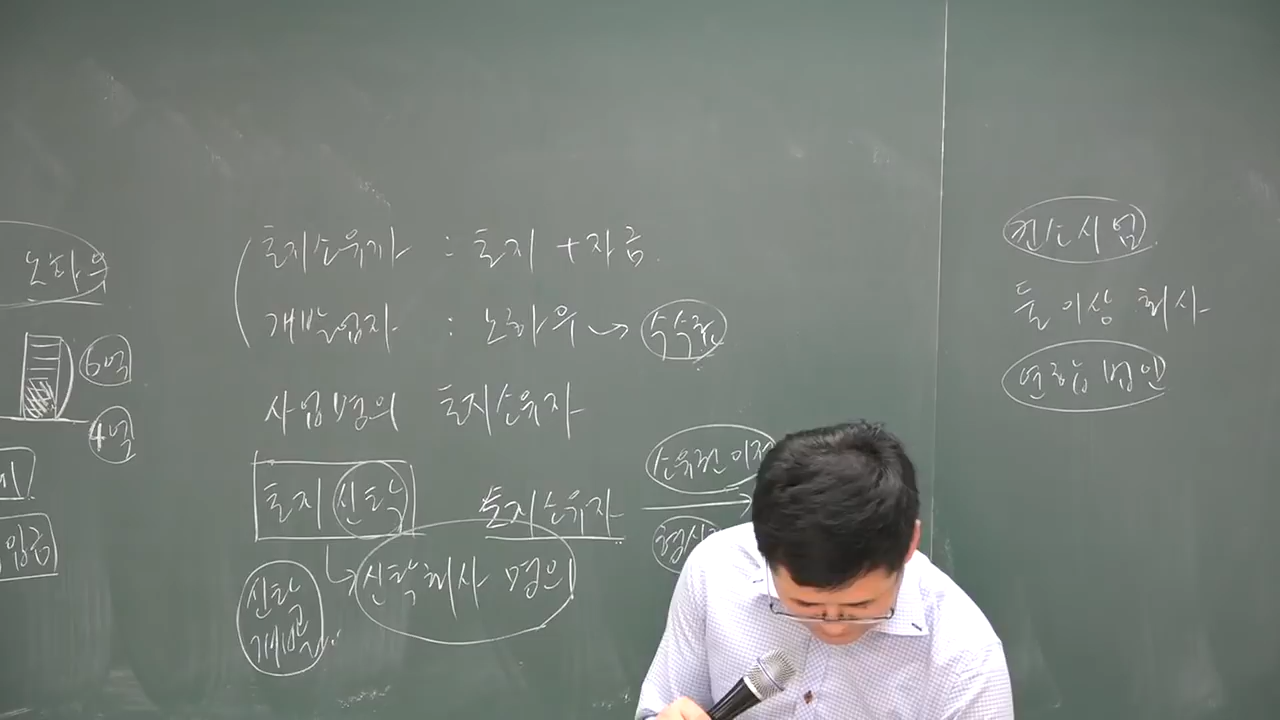 노하우
6억
4억
토지소유자 : 토지 + 자금
개발업자 : 노하우 → 수수료
사업명의 토지소유자
토지신탁 토지소유자 → 소유권 이전
신탁회사 명의
신탁
개발
컨소시엄
둘 이상 회사
연합 법인